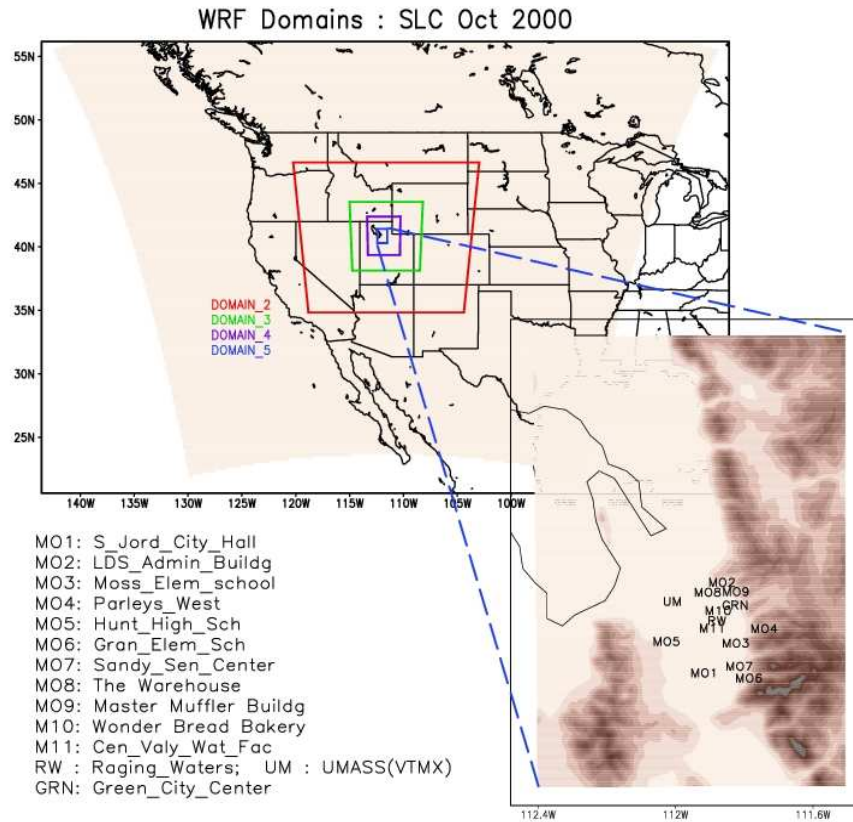 WRF Domains : SLC Oct 2000
55N
50N
45N
40N
35N
30N
25N
140W 135W 130W 125W 120W 115W 110W 105W 100W
DOMAIN_2
DOMAIN_3
DOMAIN_4
DOMAIN_5
MO2
MO8 MO9
UM GRN
M10
RW
M11 MO4
MO5 MO3
MO7
MO1 MO6
112.4W 112W 111.6W
MO1: S_Jord_City_Hall
MO2: LDS_Admin_Buildg
MO3: Moss_Elem_school
MO4: Parleys_West
MO5: Hunt_High_Sch
MO6: Gran_Elem_Sch
MO7: Sandy_Sen_Center
MO8: The Warehouse
MO9: Master Muffler Buildg
M10: Wonder Bread Bakery
M11: Cen_Valy_Wat_Fac
RW : Raging_Waters; UM : UMASS(VTMX)
GRN: Green_City_Center